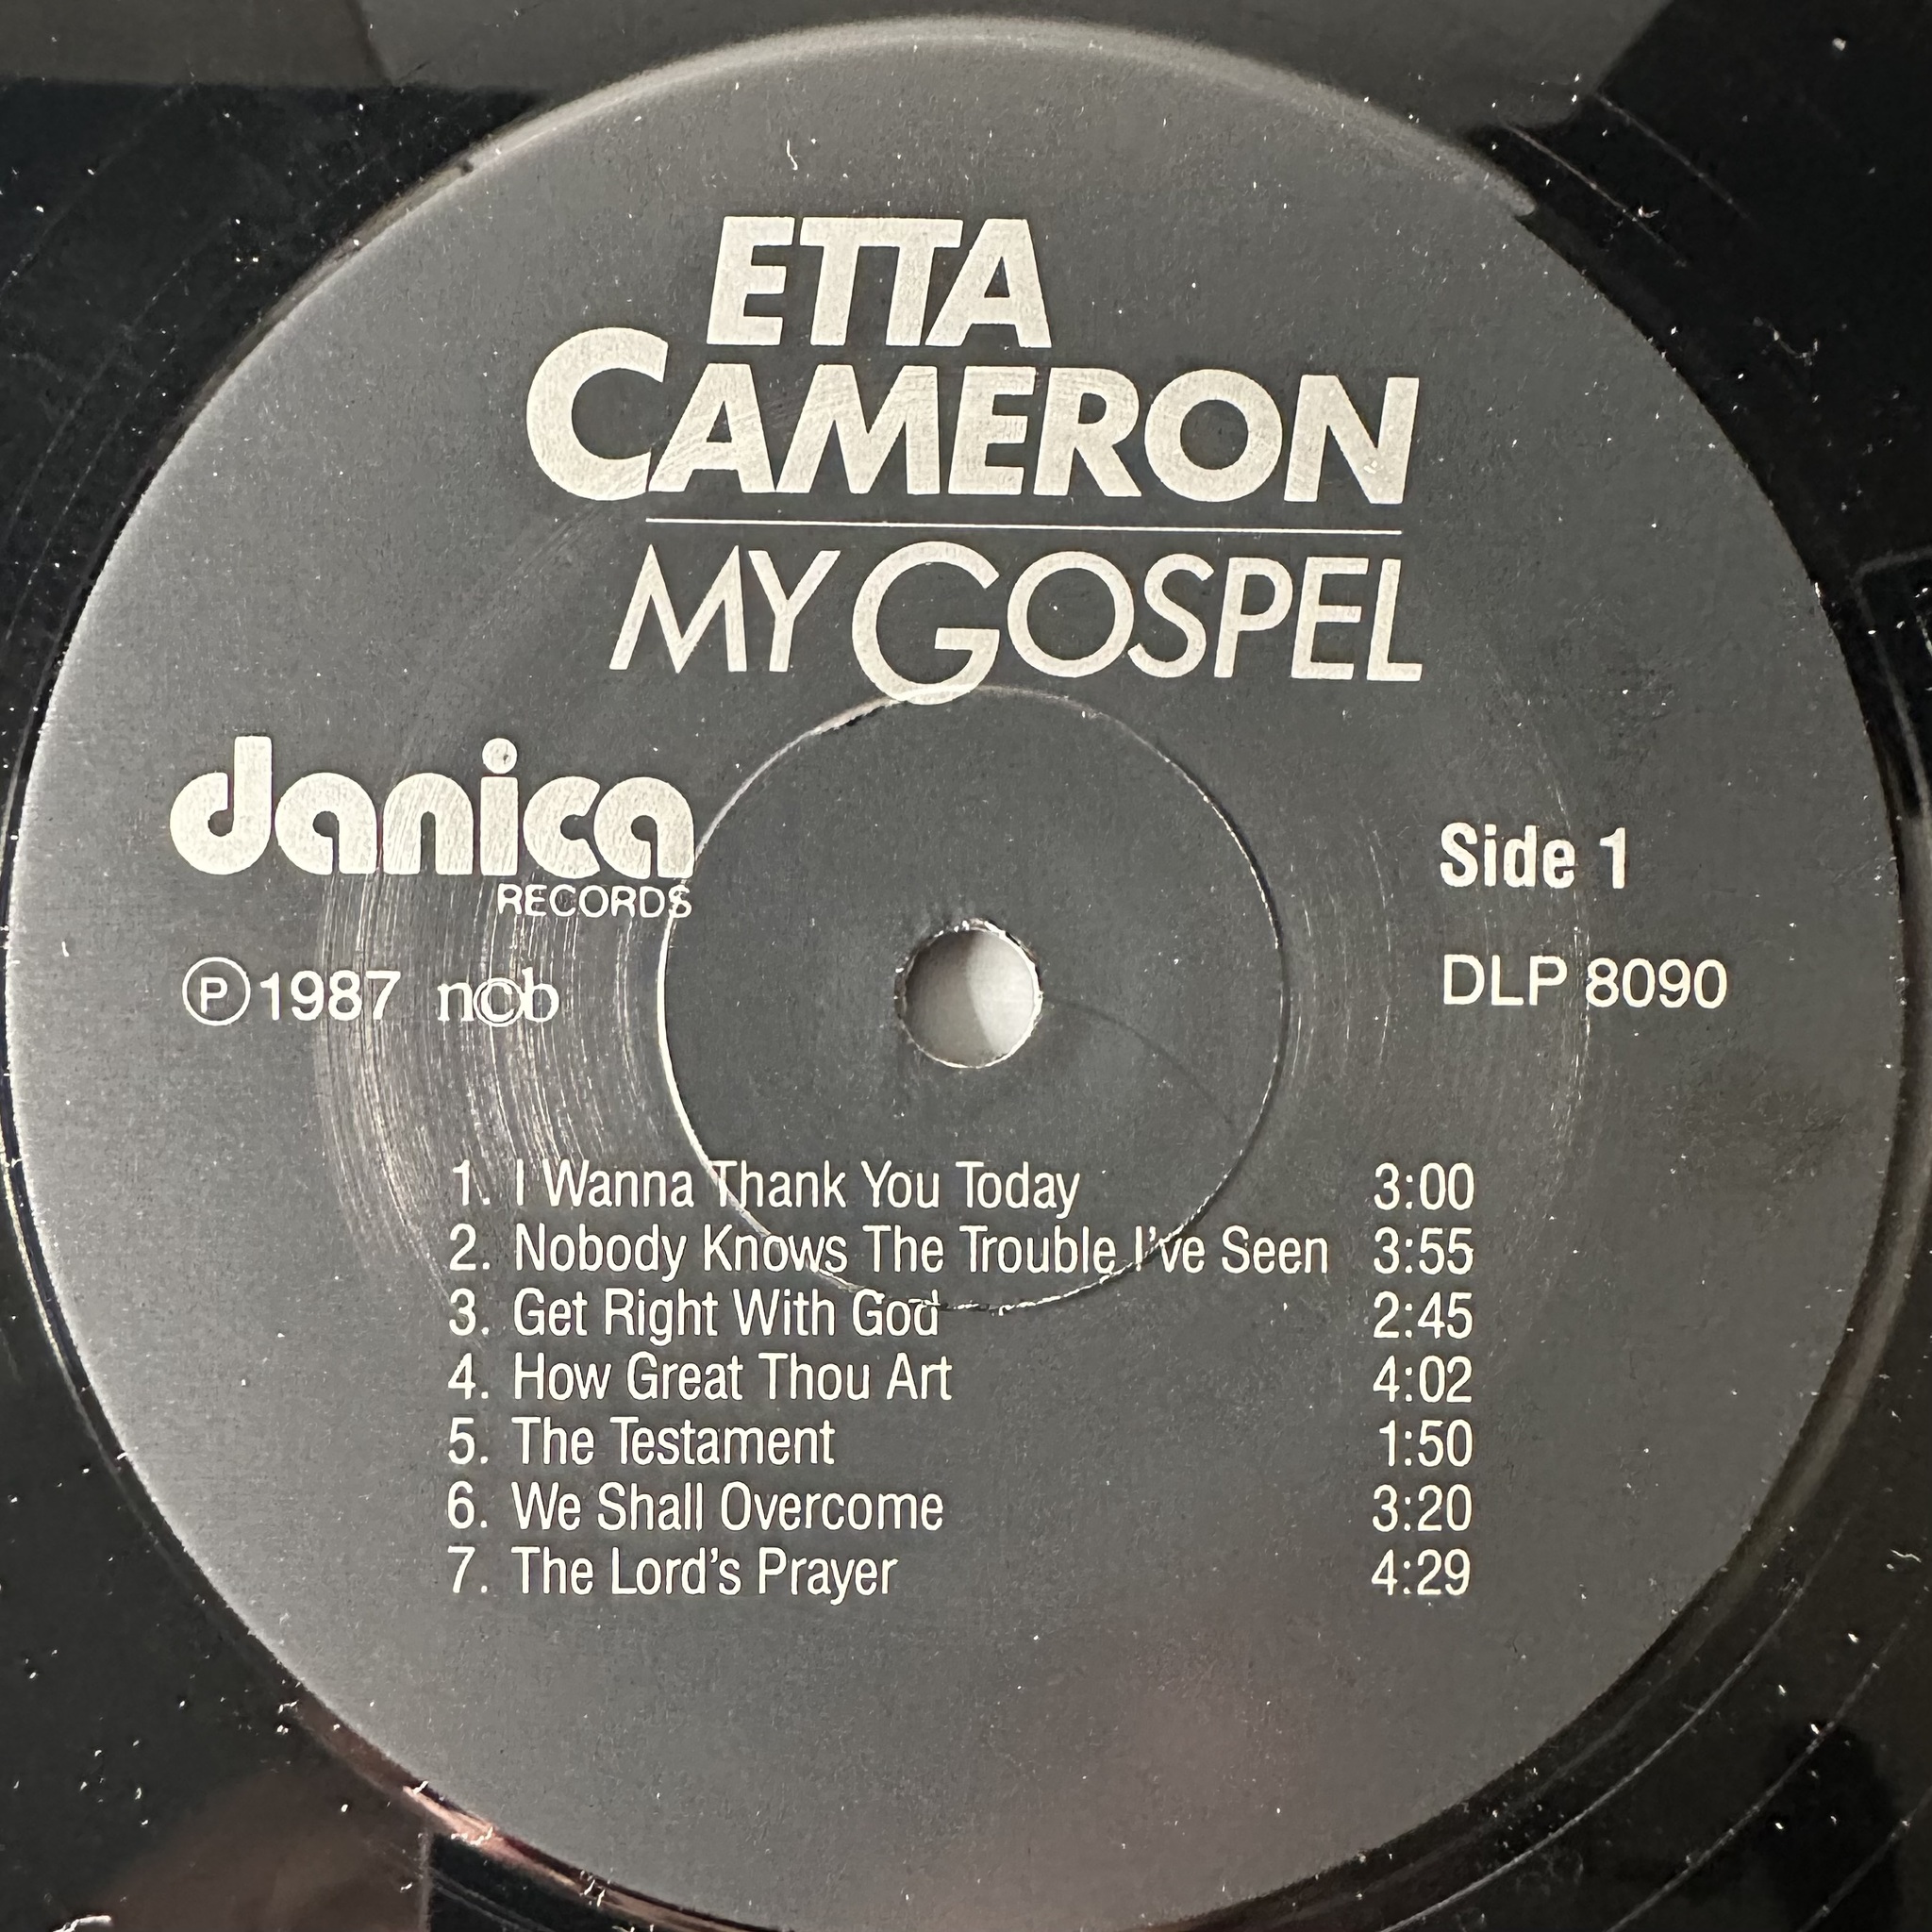 ETTA
CAMERON
MY GOSPEL
danica
RECORDS
Ⓟ1987 n©b
Side 1
DLP 8090
1. I Wanna Thank You Today 3:00
2. Nobody Knows The Trouble I've Seen 3:55
3. Get Right With God 2:45
4. How Great Thou Art 4:02
5. The Testament 1:50
6. We Shall Overcome 3:20
7. The Lord's Prayer 4:29